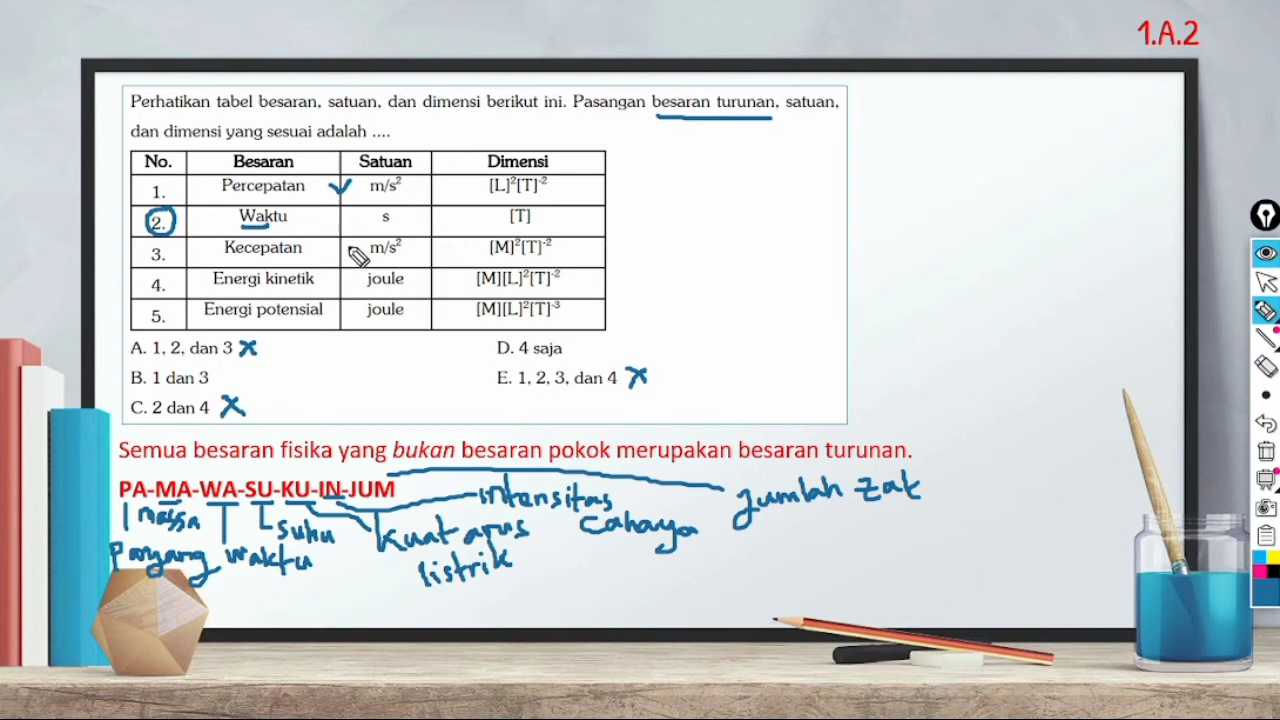 1.A.2
Perhatikan tabel besaran, satuan, dan dimensi berikut ini. Pasangan besaran turunan, satuan,
dan dimensi yang sesuai adalah ....
No. Besaran Satuan Dimensi
1. Percepatan m/s² [L]²[T]⁻²
2. Waktu s [T]
3. Kecepatan m/s² [M]²[T]⁻²
4. Energi kinetik joule [M][L]²[T]⁻²
5. Energi potensial joule [M][L]²[T]⁻³
A. 1, 2, dan 3 D. 4 saja
B. 1 dan 3 E. 1, 2, 3, dan 4
C. 2 dan 4
Semua besaran fisika yang bukan besaran pokok merupakan besaran turunan.
PA-MA-WA-SU-KU-IN-JUM
intensitas Jumlah zat
massa suhu Kuat arus cahaya
Panjang waktu listrik